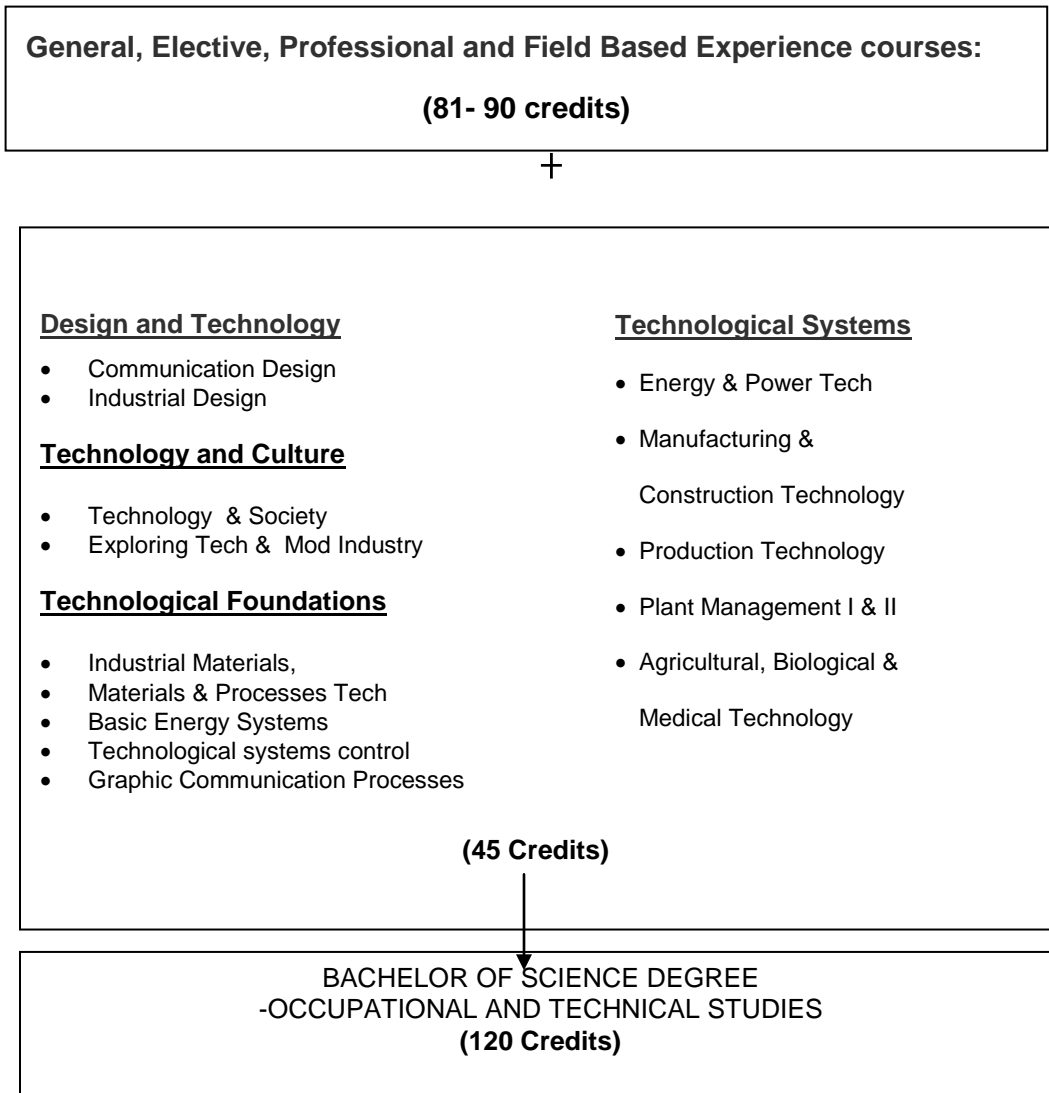 General, Elective, Professional and Field Based Experience courses:
(81- 90 credits)
+
Design and Technology
• Communication Design
• Industrial Design
Technology and Culture
• Technology & Society
• Exploring Tech & Mod Industry
Technological Foundations
• Industrial Materials,
• Materials & Processes Tech
• Basic Energy Systems
• Technological systems control
• Graphic Communication Processes
Technological Systems
• Energy & Power Tech
• Manufacturing &
Construction Technology
• Production Technology
• Plant Management I & II
• Agricultural, Biological &
Medical Technology
(45 Credits)
BACHELOR OF SCIENCE DEGREE
-OCCUPATIONAL AND TECHNICAL STUDIES
(120 Credits)